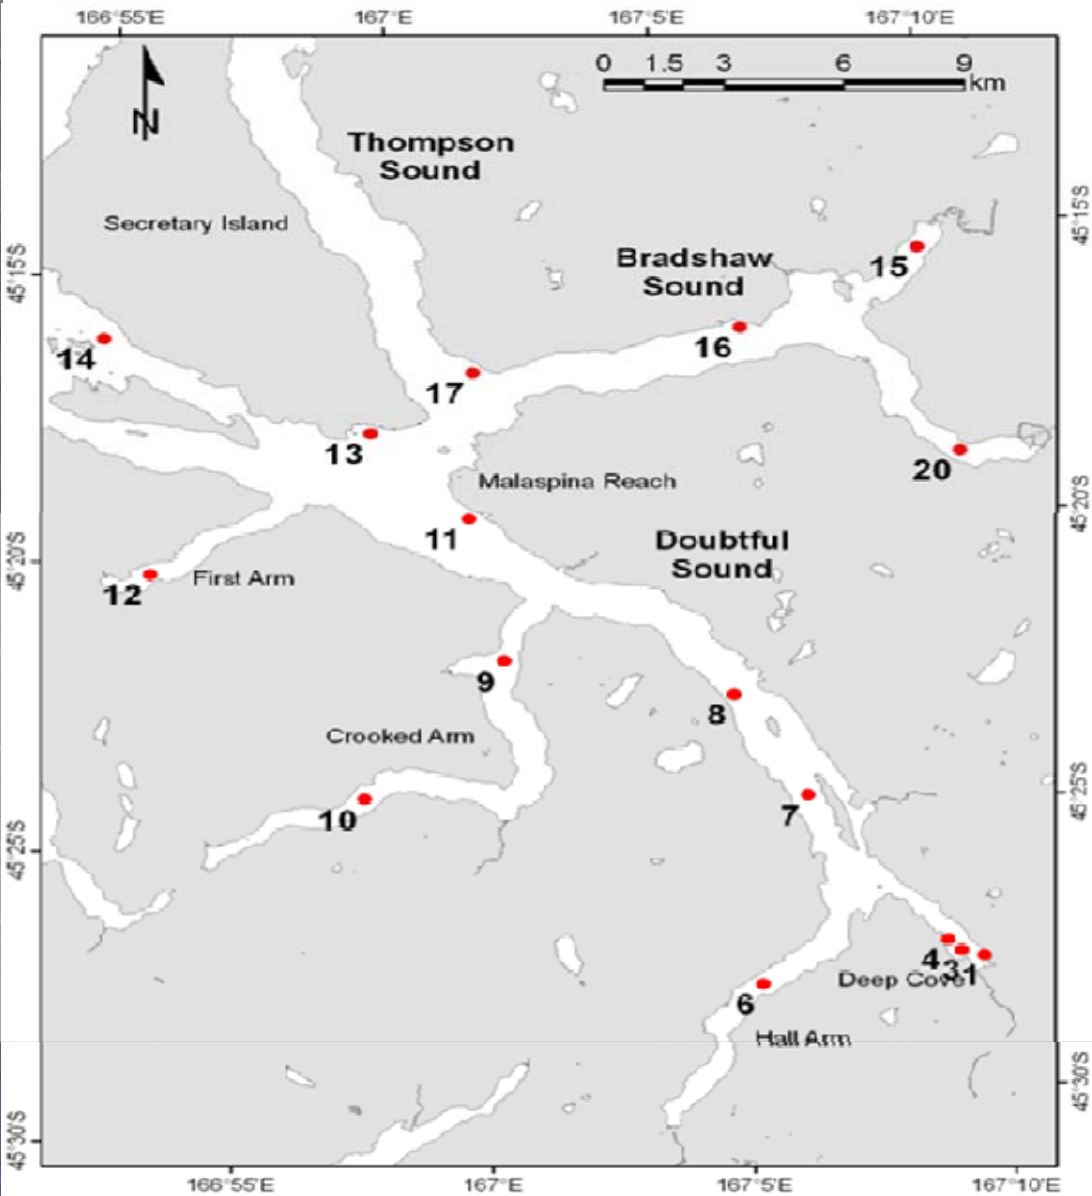 166°55'E 167°E 167°5'E 167°10'E
0 1.5 3 6 9
km
N
Thompson
Sound
45°15'S
Secretary Island
Bradshaw
Sound
15
45°15'S
14
16
17
13
20
Malaspina Reach
45°20'S
11
Doubtful
Sound
45°20'S
First Arm
12
9
8
Crooked Arm
45°25'S
7
10
45°25'S
4
3
1
Deep Cove
6
Hall Arm
45°30'S
45°30'S
166°55'E 167°E 167°5'E 167°10'E